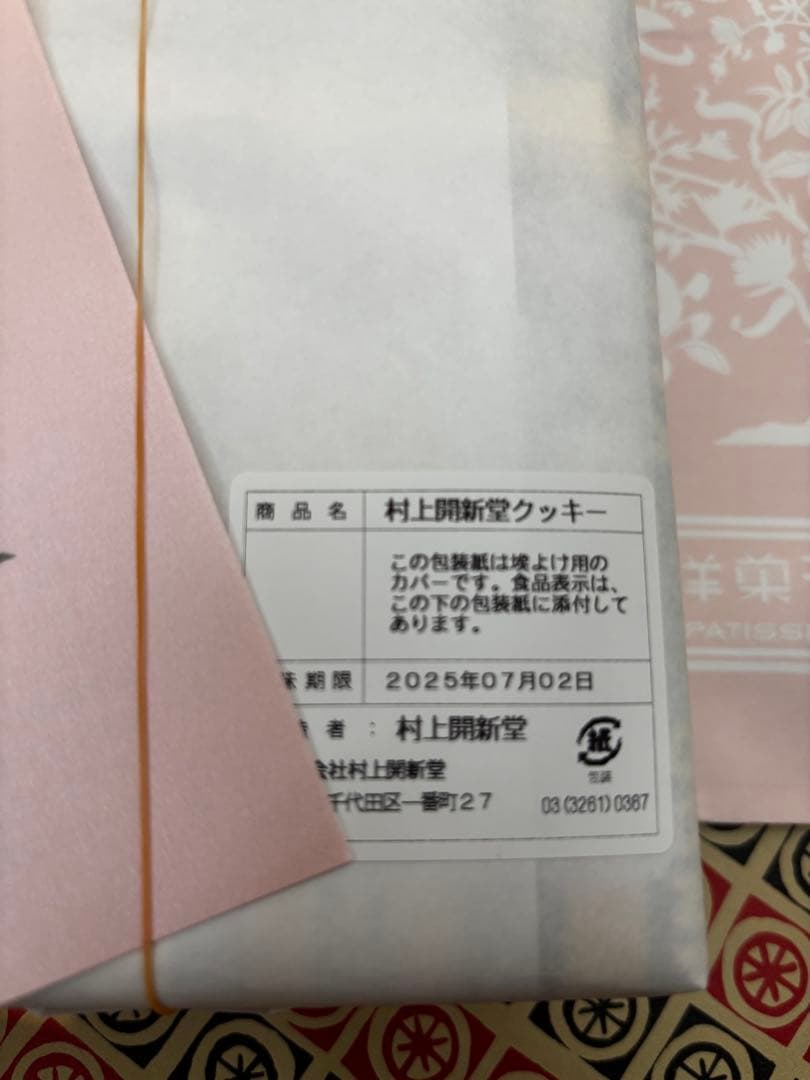 商品名 村上開新堂クッキー
この包装紙は埃よけ用の
カバーです。食品表示は、
この下の包装紙に添付して
あります。
味期限 2025年07月02日
者 : 村上開新堂
紙
包装
会社村上開新堂
千代田区一番町27 03(3261)0367
洋菓
PATISS